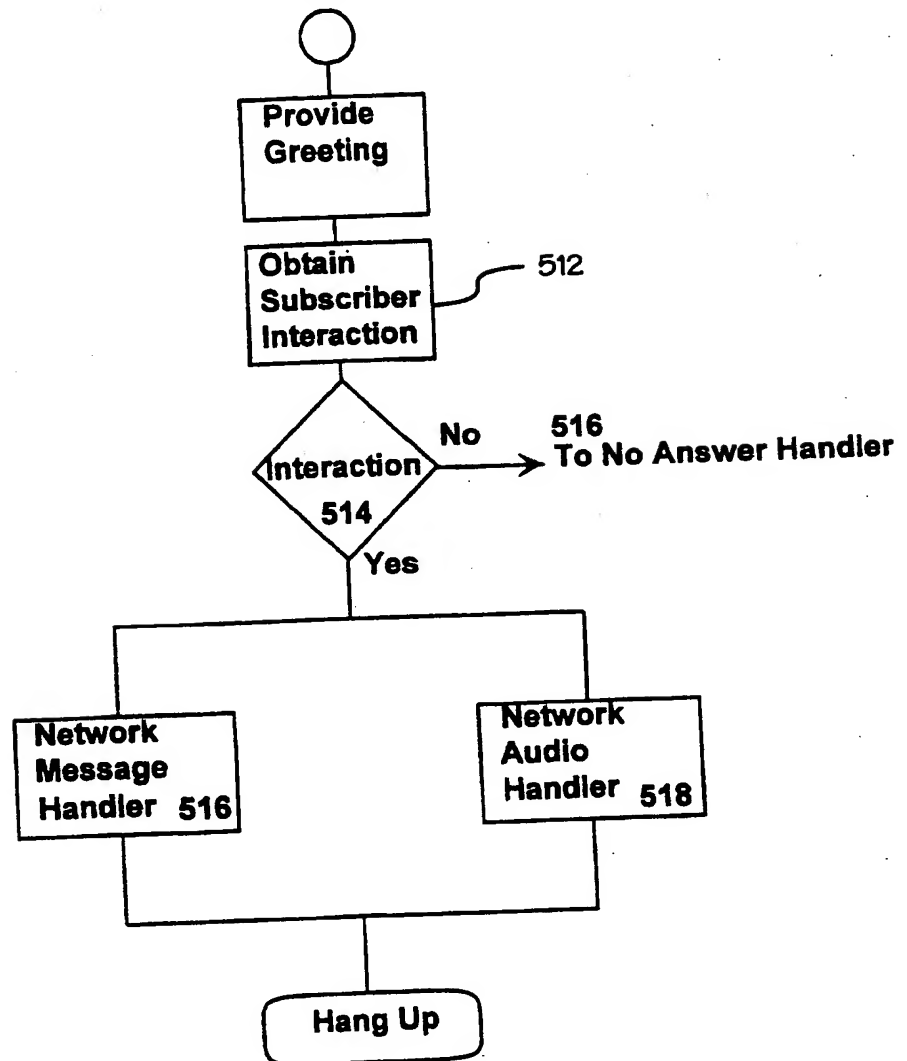 Provide
Greeting
Obtain
Subscriber
Interaction
512
Interaction
514
No
516
To No Answer Handler
Yes
Network
Message
Handler 516
Network
Audio
Handler 518
Hang Up